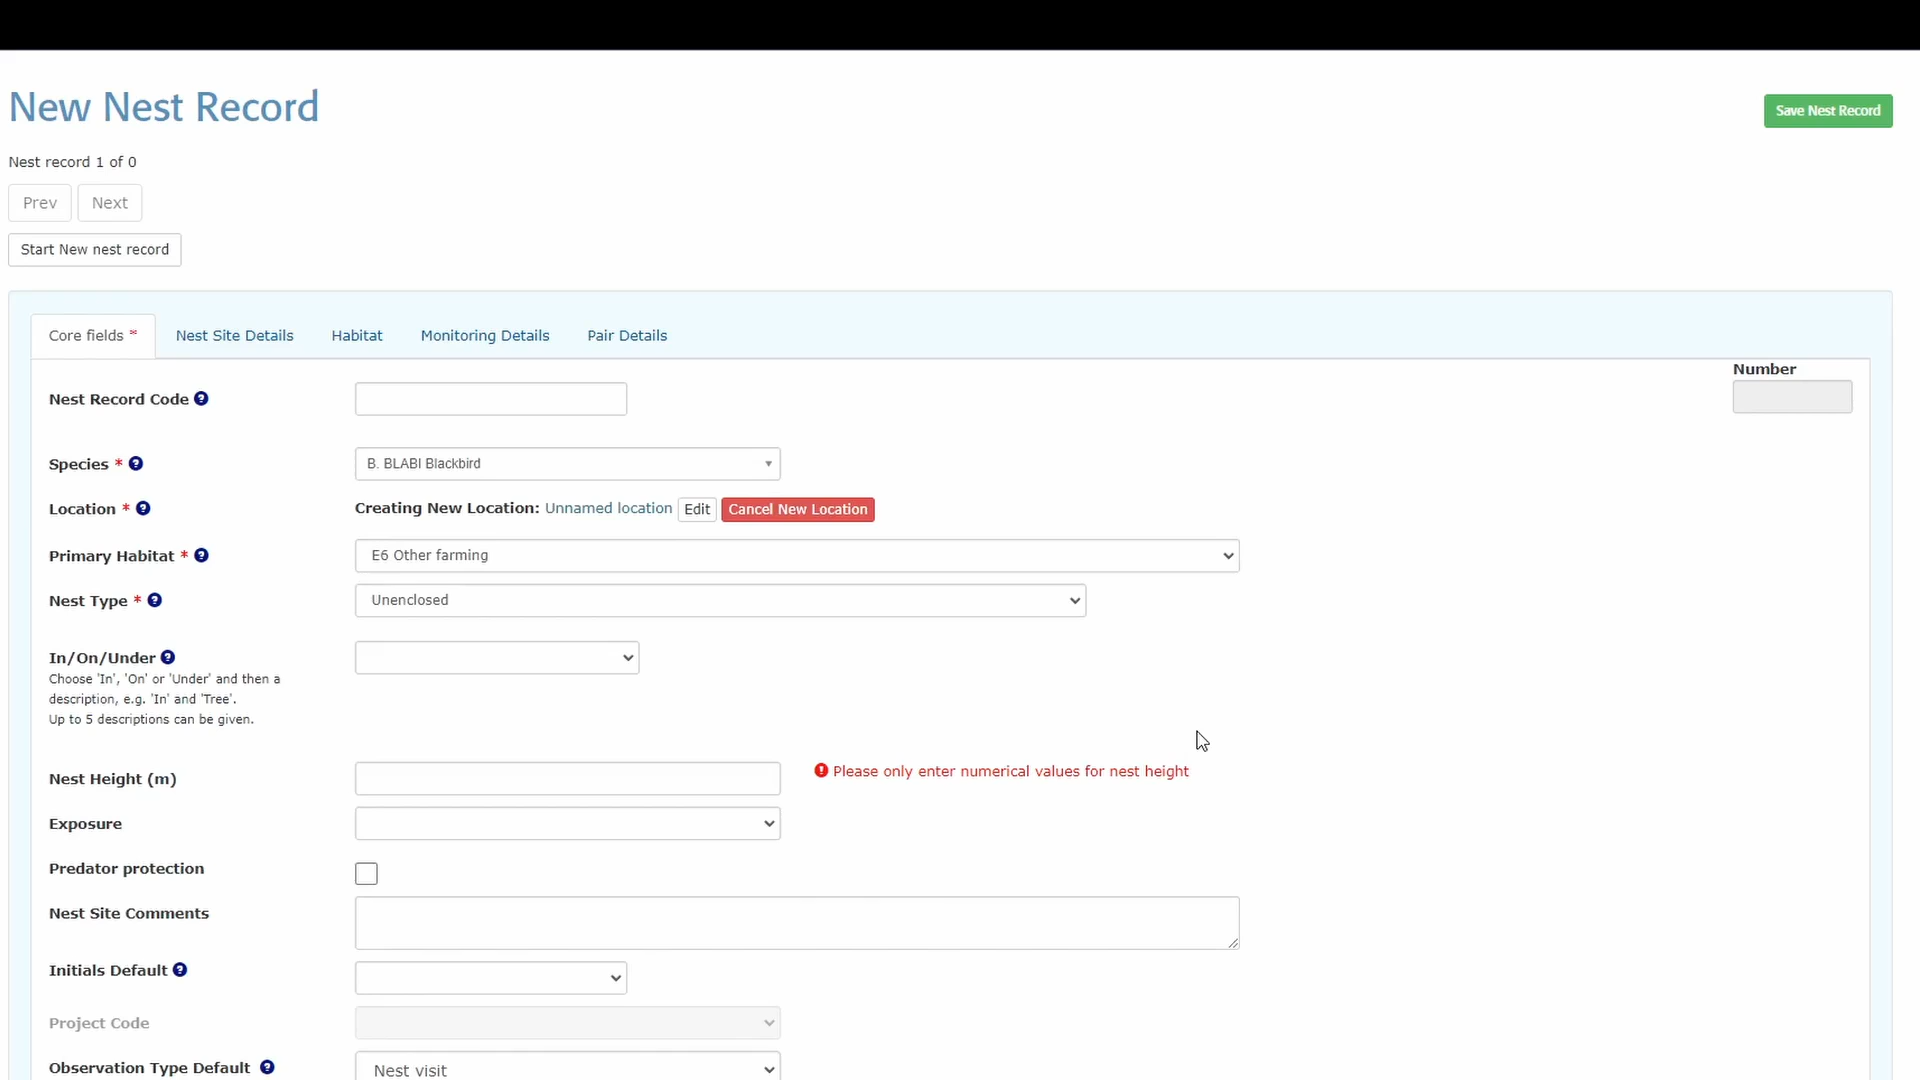 New Nest Record
Save Nest Record
Nest record 1 of 0
Prev Next
Start New nest record
Core fields * Nest Site Details Habitat Monitoring Details Pair Details
Number
Nest Record Code ?
Species * ? B. BLABI Blackbird
Location * ? Creating New Location: Unnamed location Edit Cancel New Location
Primary Habitat * ? E6 Other farming
Nest Type * ? Unenclosed
In/On/Under ?
Choose 'In', 'On' or 'Under' and then a
description, e.g. 'In' and 'Tree'.
Up to 5 descriptions can be given.
Nest Height (m) ! Please only enter numerical values for nest height
Exposure
Predator protection
Nest Site Comments
Initials Default ?
Project Code
Observation Type Default ? Nest visit